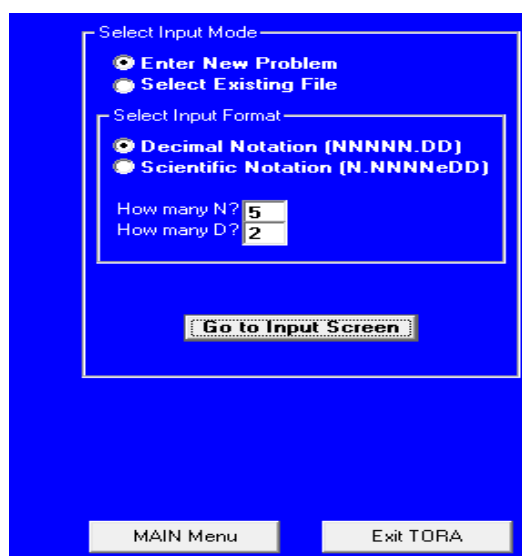 Select Input Mode
Enter New Problem
Select Existing File
Select Input Format
Decimal Notation (NNNNN.DD)
Scientific Notation (N.NNNNeDD)
How many N? 5
How many D? 2
Go to Input Screen
MAIN Menu Exit TORA